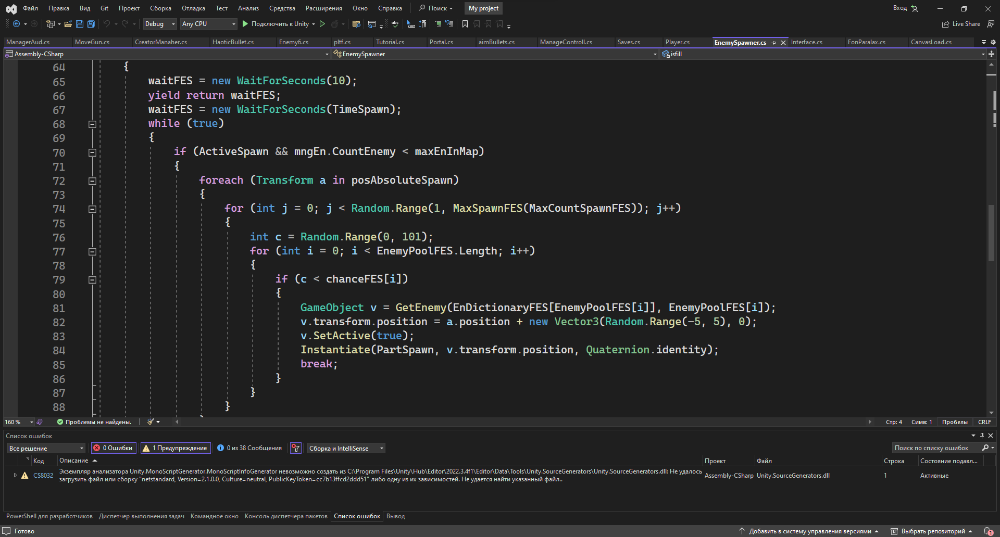 Файл Правка Вид Git Проект Сборка Отладка Тест Анализ Средства Расширения Окно Справка Поиск My project Вход
Debug Any CPU Подключить к Unity Live Share
ManagerAud.cs MoveGun.cs CreatorManaher.cs HaoticBullet.cs Enemy6.cs pltf.cs Tutorial.cs Portal.cs aimBullets.cs ManageControll.cs Saves.cs Player.cs EnemySpawner.cs Interface.cs FonParalax.cs CanvasLoad.cs
Assembly-CSharp EnemySpawner isfill
64 {
65 waitFES = new WaitForSeconds(10);
66 yield return waitFES;
67 waitFES = new WaitForSeconds(TimeSpawn);
68 while (true)
69 {
70 if (ActiveSpawn && mngEn.CountEnemy < maxEnInMap)
71 {
72 foreach (Transform a in posAbsoluteSpawn)
73 {
74 for (int j = 0; j < Random.Range(1, MaxSpawnFES(MaxCountSpawnFES)); j++)
75 {
76 int c = Random.Range(0, 101);
77 for (int i = 0; i < EnemyPoolFES.Length; i++)
78 {
79 if (c < chanceFES[i])
80 {
81 GameObject v = GetEnemy(EnDictionaryFES[EnemyPoolFES[i]], EnemyPoolFES[i]);
82 v.transform.position = a.position + new Vector3(Random.Range(-5, 5), 0);
83 v.SetActive(true);
84 Instantiate(PartSpawn, v.transform.position, Quaternion.identity);
85 break;
86 }
87 }
88 }
160 % Проблемы не найдены. Стр: 4 Симв: 1 Пробелы CRLF
Список ошибок
Все решение 0 Ошибки 1 Предупреждение 0 из 38 Сообщения Сборка и IntelliSense Поиск по списку ошибок
Код Описание Проект Файл Строка Состояние подавл...
CS8032 Экземпляр анализатора Unity.MonoScriptGenerator.MonoScriptInfoGenerator невозможно создать из C:\Program Files\Unity\Hub\Editor\2022.3.4f1\Editor\Data\Tools\Unity.SourceGenerators\Unity.SourceGenerators.dll: Не удалось
загрузить файл или сборку "netstandard, Version=2.1.0.0, Culture=neutral, PublicKeyToken=cc7b13ffcd2ddd51" либо одну из их зависимостей. Не удается найти указанный файл.. Assembly-CSharp Unity.SourceGenerators.dll 1 Активные
PowerShell для разработчиков Диспетчер выполнения задач Командное окно Консоль диспетчера пакетов Список ошибок Вывод
Готово Добавить в систему управления версиями Выбрать репозиторий 1